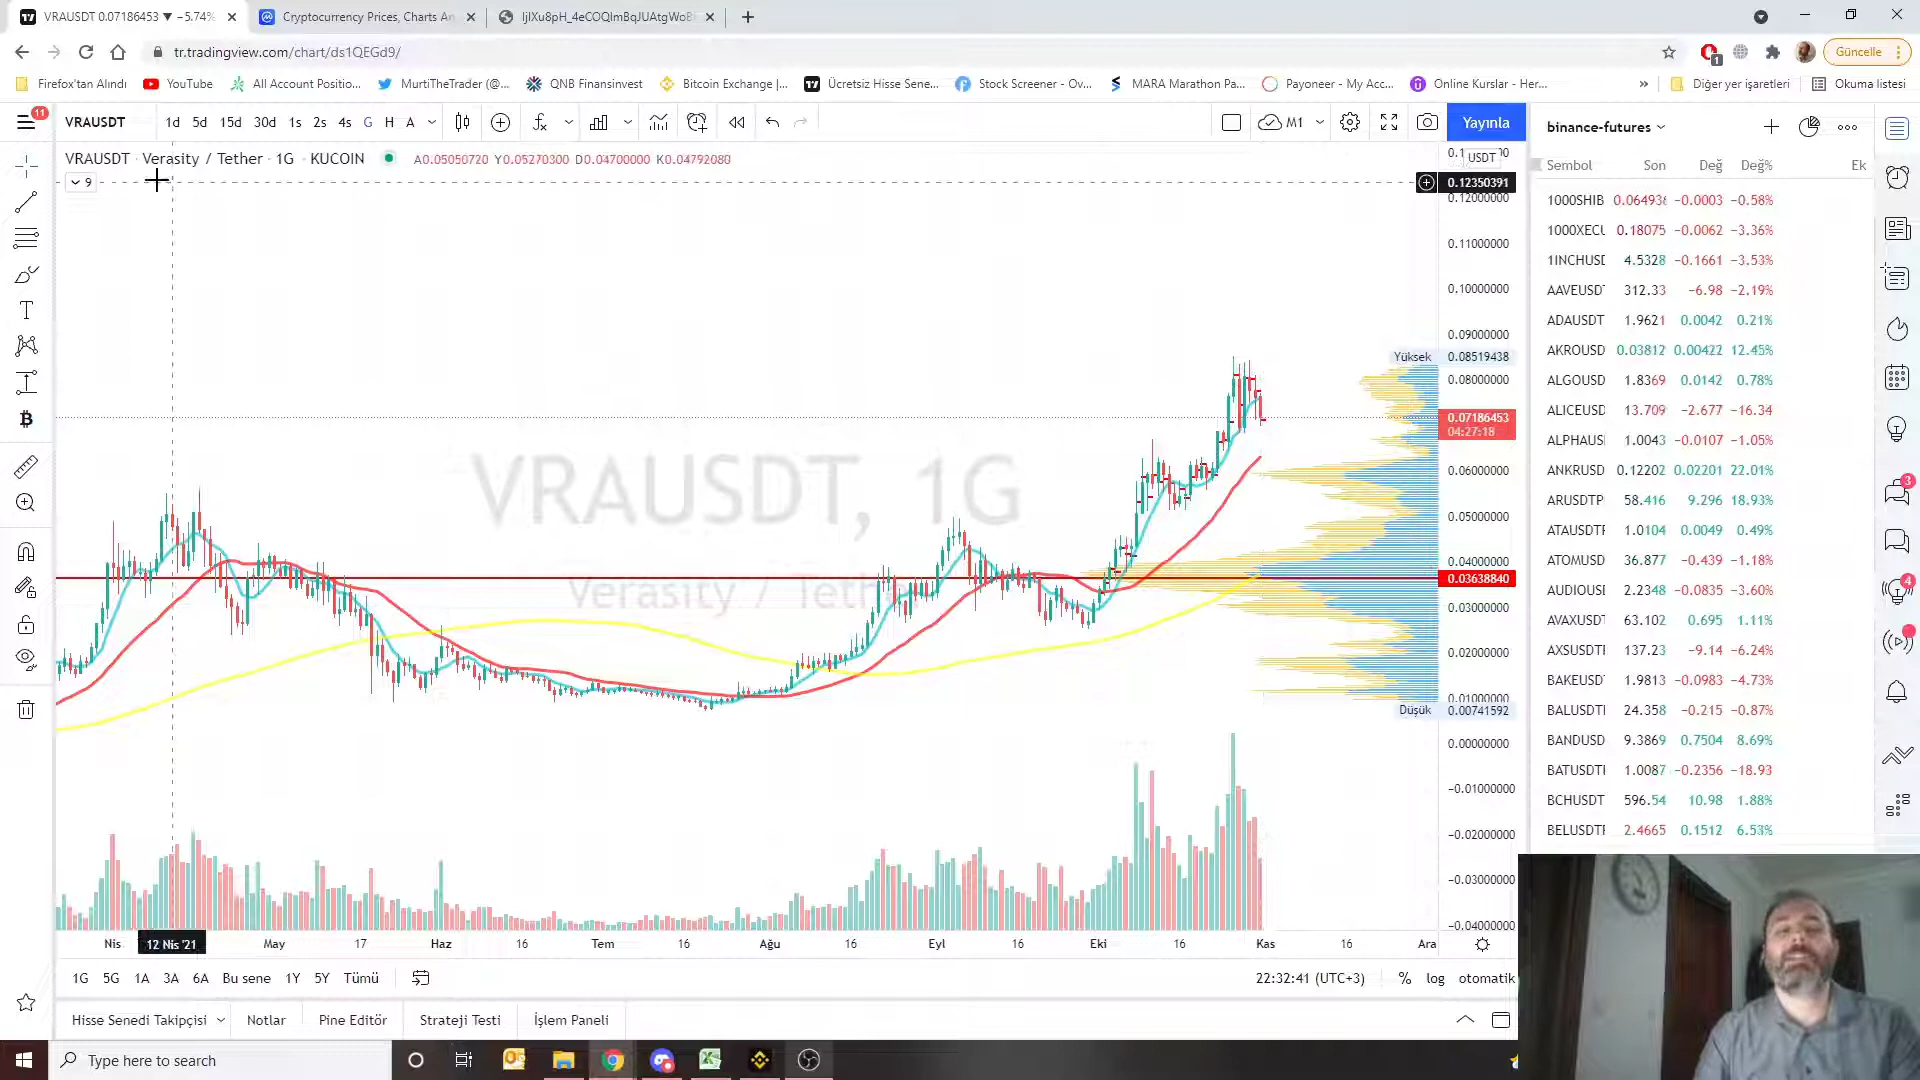 VRAUSDT 0.07186453 ▼ −5.74%
Cryptocurrency Prices, Charts An
tr.tradingview.com/chart/ds1QEGd9/
Güncelle
Firefox'tan Alındı
YouTube
All Account Positio...
MurtiTheTrader (@...
QNB Finansinvest
Bitcoin Exchange |...
Ücretsiz Hisse Sene...
Stock Screener - Ov...
MARA Marathon Pa...
Payoneer - My Acc...
Online Kurslar - Her...
»
Diğer yer işaretleri
Okuma listesi
11
VRAUSDT
1d 5d 15d 30d 1s 2s 4s G H A
M1
Yayınla
binance-futures
VRAUSDT · Verasity / Tether · 1G · KUCOIN
A0.05050720 Y0.05270300 D0.04700000 K0.04792080
9
USDT
0.12350391
0.12000000
0.11000000
0.10000000
0.09000000
Yüksek 0.08519438
0.08000000
0.07186453
04:27:18
0.06000000
0.05000000
0.04000000
0.03638840
0.03000000
0.02000000
0.01000000
Düşük 0.00741592
0.00000000
−0.01000000
−0.02000000
−0.03000000
−0.04000000
VRAUSDT, 1G
Verasity / Tether
Nis 12 Nis '21 May 17 Haz 16 Tem 16 Ağu 16 Eyl 16 Eki 16 Kas 16 Ara
1G 5G 1A 3A 6A Bu sene 1Y 5Y Tümü
22:32:41 (UTC+3) % log otomatik
Hisse Senedi Takipçisi Notlar Pine Editör Strateji Testi İşlem Paneli
Sembol Son Değ Değ% Ek
1000SHIB 0.06493 −0.0003 −0.58%
1000XECU 0.18075 −0.0062 −3.36%
1INCHUSD 4.5328 −0.1661 −3.53%
AAVEUSDT 312.33 −6.98 −2.19%
ADAUSDT 1.9621 0.0042 0.21%
AKROUSD 0.03812 0.00422 12.45%
ALGOUSD 1.8369 0.0142 0.78%
ALICEUSD 13.709 −2.677 −16.34
ALPHAUS 1.0043 −0.0107 −1.05%
ANKRUSD 0.12202 0.02201 22.01%
ARUSDTP 58.416 9.296 18.93%
ATAUSDT 1.0104 0.0049 0.49%
ATOMUSD 36.877 −0.439 −1.18%
AUDIOUS 2.2348 −0.0835 −3.60%
AVAXUSDT 63.102 0.695 1.11%
AXSUSDT 137.23 −9.14 −6.24%
BAKEUSD 1.9813 −0.0983 −4.73%
BALUSDT 24.358 −0.215 −0.87%
BANDUSD 9.3869 0.7504 8.69%
BATUSDT 1.0087 −0.2356 −18.93
BCHUSDT 596.54 10.98 1.88%
BELUSDT 2.4665 0.1512 6.53%
3
4
Type here to search